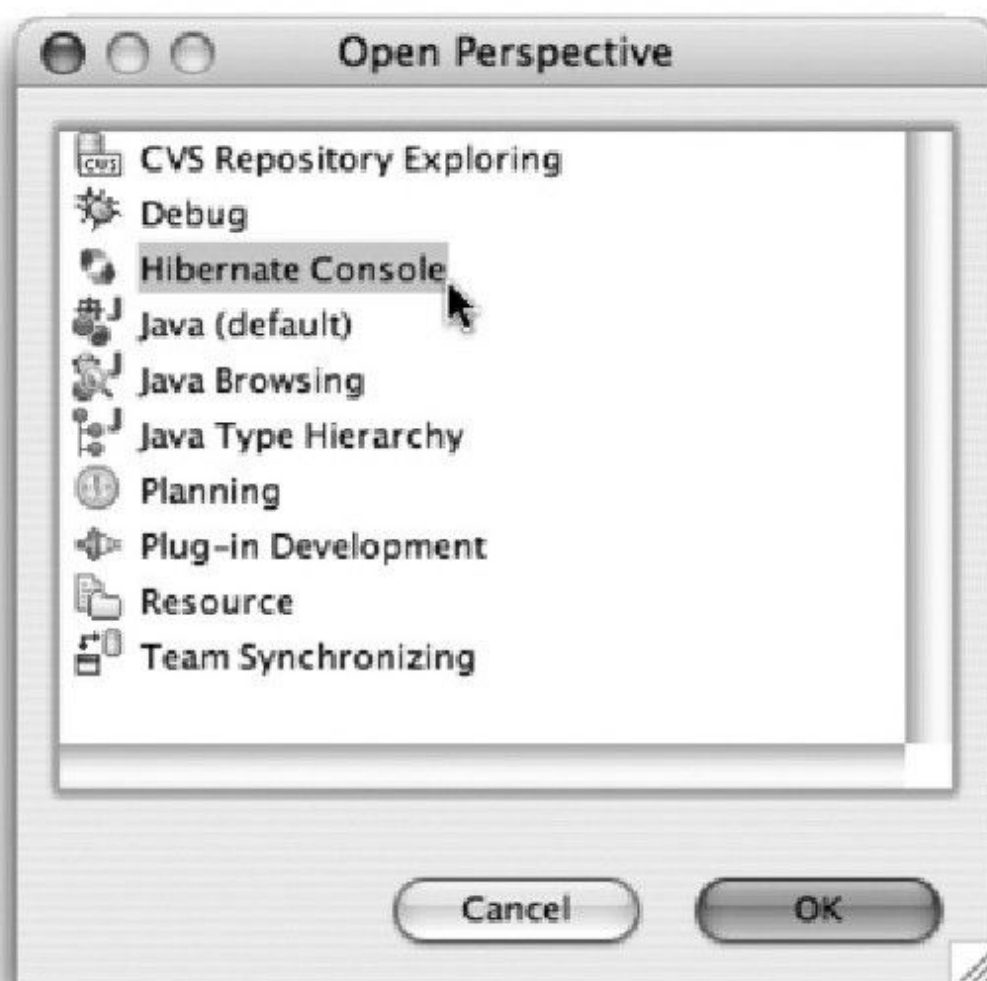 Open Perspective
CVS CVS Repository Exploring
Debug
Hibernate Console
Java (default)
Java Browsing
Java Type Hierarchy
Planning
Plug-in Development
Resource
Team Synchronizing
Cancel OK